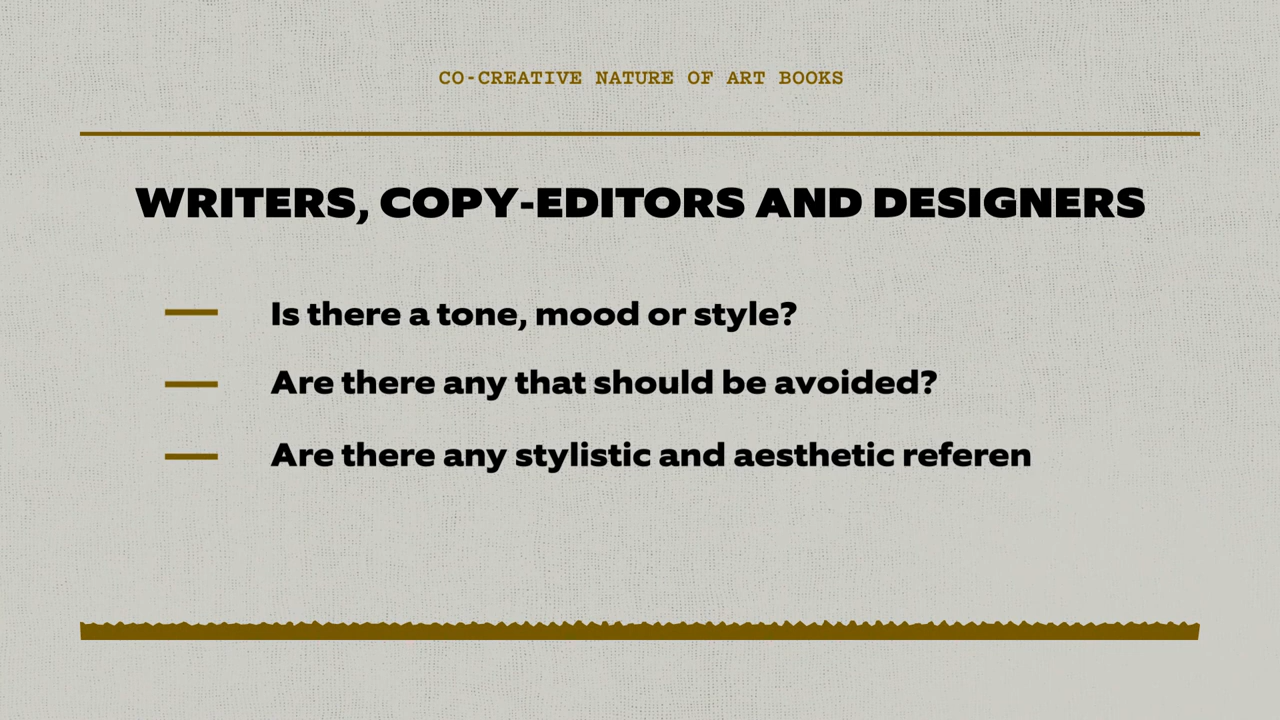 CO-CREATIVE NATURE OF ART BOOKS
WRITERS, COPY-EDITORS AND DESIGNERS
Is there a tone, mood or style?
Are there any that should be avoided?
Are there any stylistic and aesthetic referen